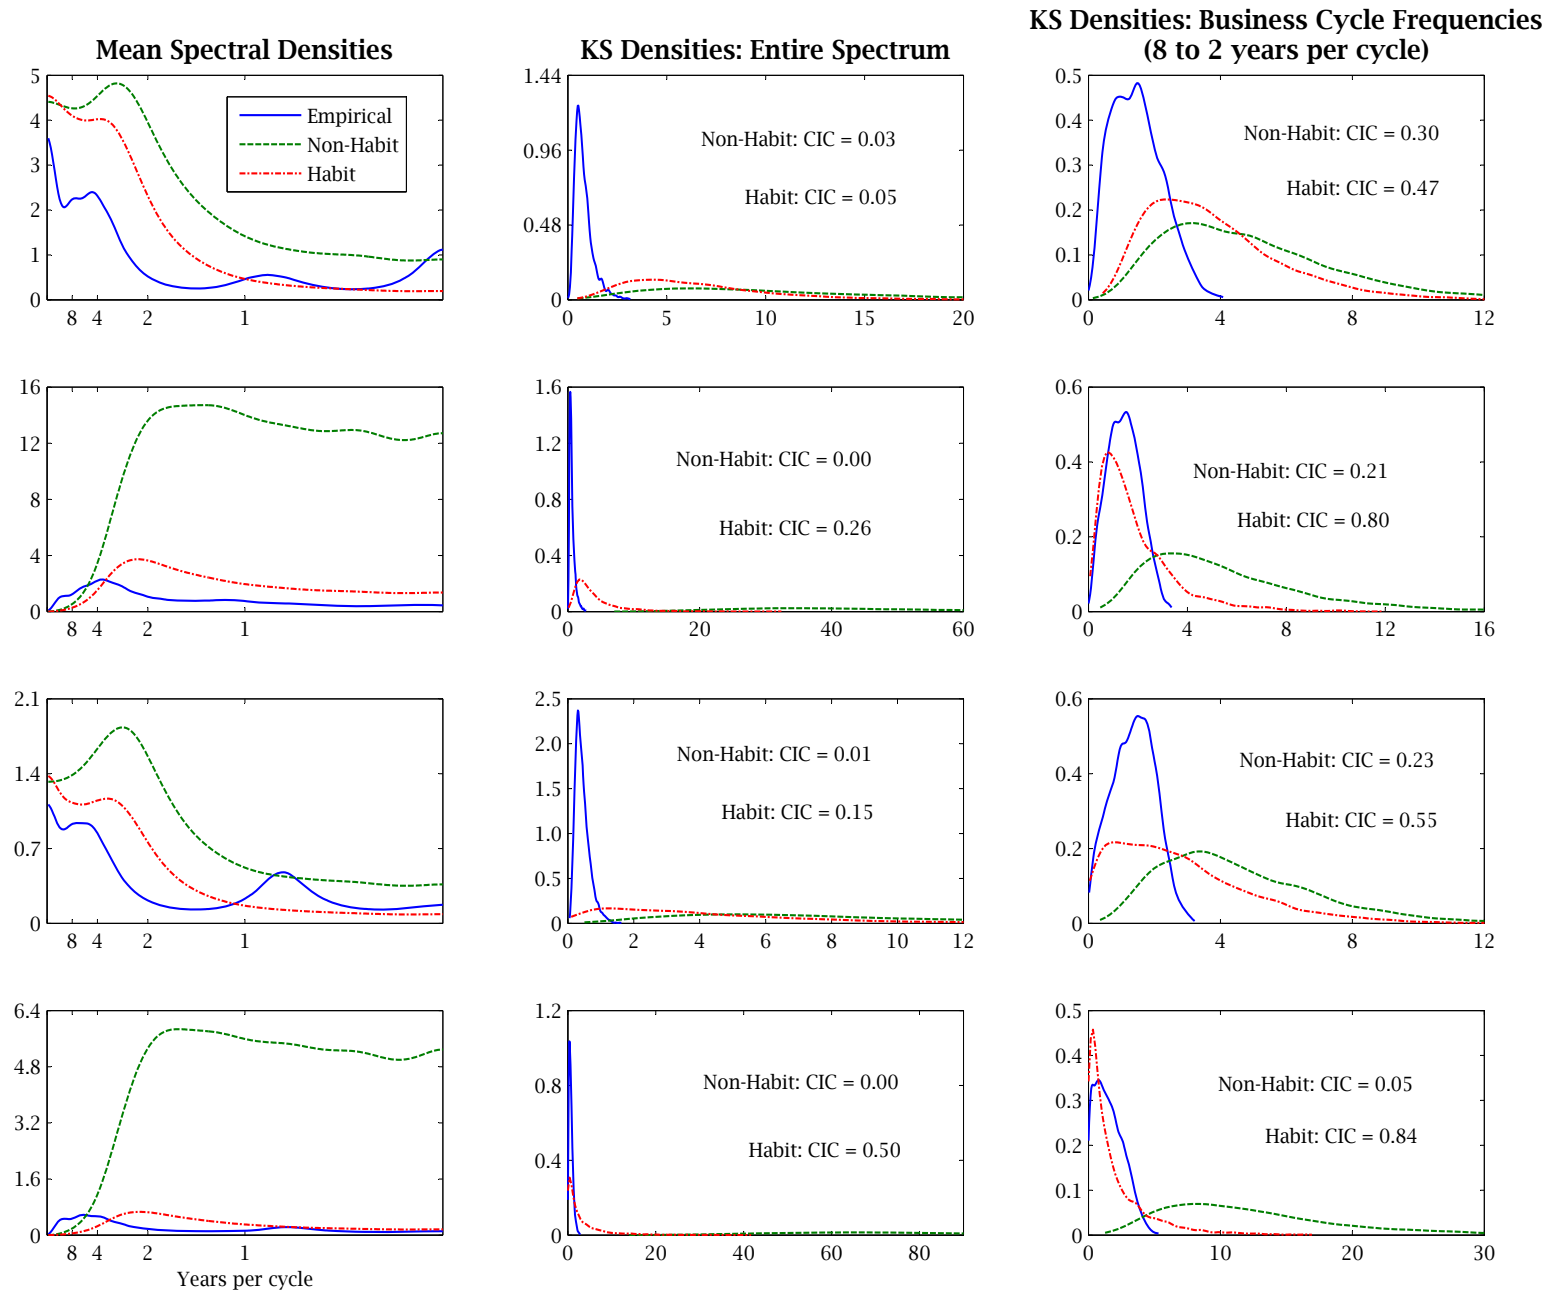 Mean Spectral Densities
KS Densities: Entire Spectrum
KS Densities: Business Cycle Frequencies
(8 to 2 years per cycle)
5
4
3
2
1
0
8 4 2 1
Empirical
Non-Habit
Habit
1.44
0.96
0.48
0
0 5 10 15 20
Non-Habit: CIC = 0.03
Habit: CIC = 0.05
0.5
0.4
0.3
0.2
0.1
0
0 4 8 12
Non-Habit: CIC = 0.30
Habit: CIC = 0.47
16
12
8
4
0
8 4 2 1
1.6
1.2
0.8
0.4
0
0 20 40 60
Non-Habit: CIC = 0.00
Habit: CIC = 0.26
0.6
0.4
0.2
0
0 4 8 12 16
Non-Habit: CIC = 0.21
Habit: CIC = 0.80
2.1
1.4
0.7
0
8 4 2 1
2.5
2.0
1.5
1.0
0.5
0
0 2 4 6 8 10 12
Non-Habit: CIC = 0.01
Habit: CIC = 0.15
0.6
0.4
0.2
0
0 4 8 12
Non-Habit: CIC = 0.23
Habit: CIC = 0.55
6.4
4.8
3.2
1.6
0
8 4 2 1
Years per cycle
1.2
0.8
0.4
0
0 20 40 60 80
Non-Habit: CIC = 0.00
Habit: CIC = 0.50
0.5
0.4
0.3
0.2
0.1
0
0 10 20 30
Non-Habit: CIC = 0.05
Habit: CIC = 0.84